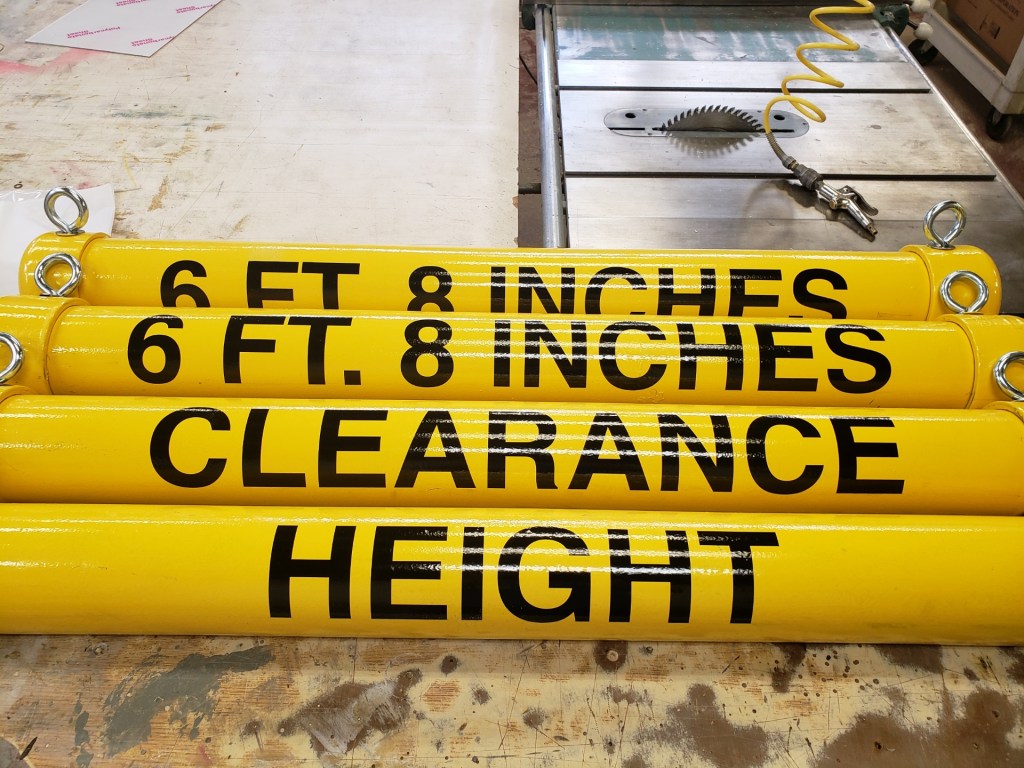 6 FT. 8 INCHES
6 FT. 8 INCHES
CLEARANCE
HEIGHT